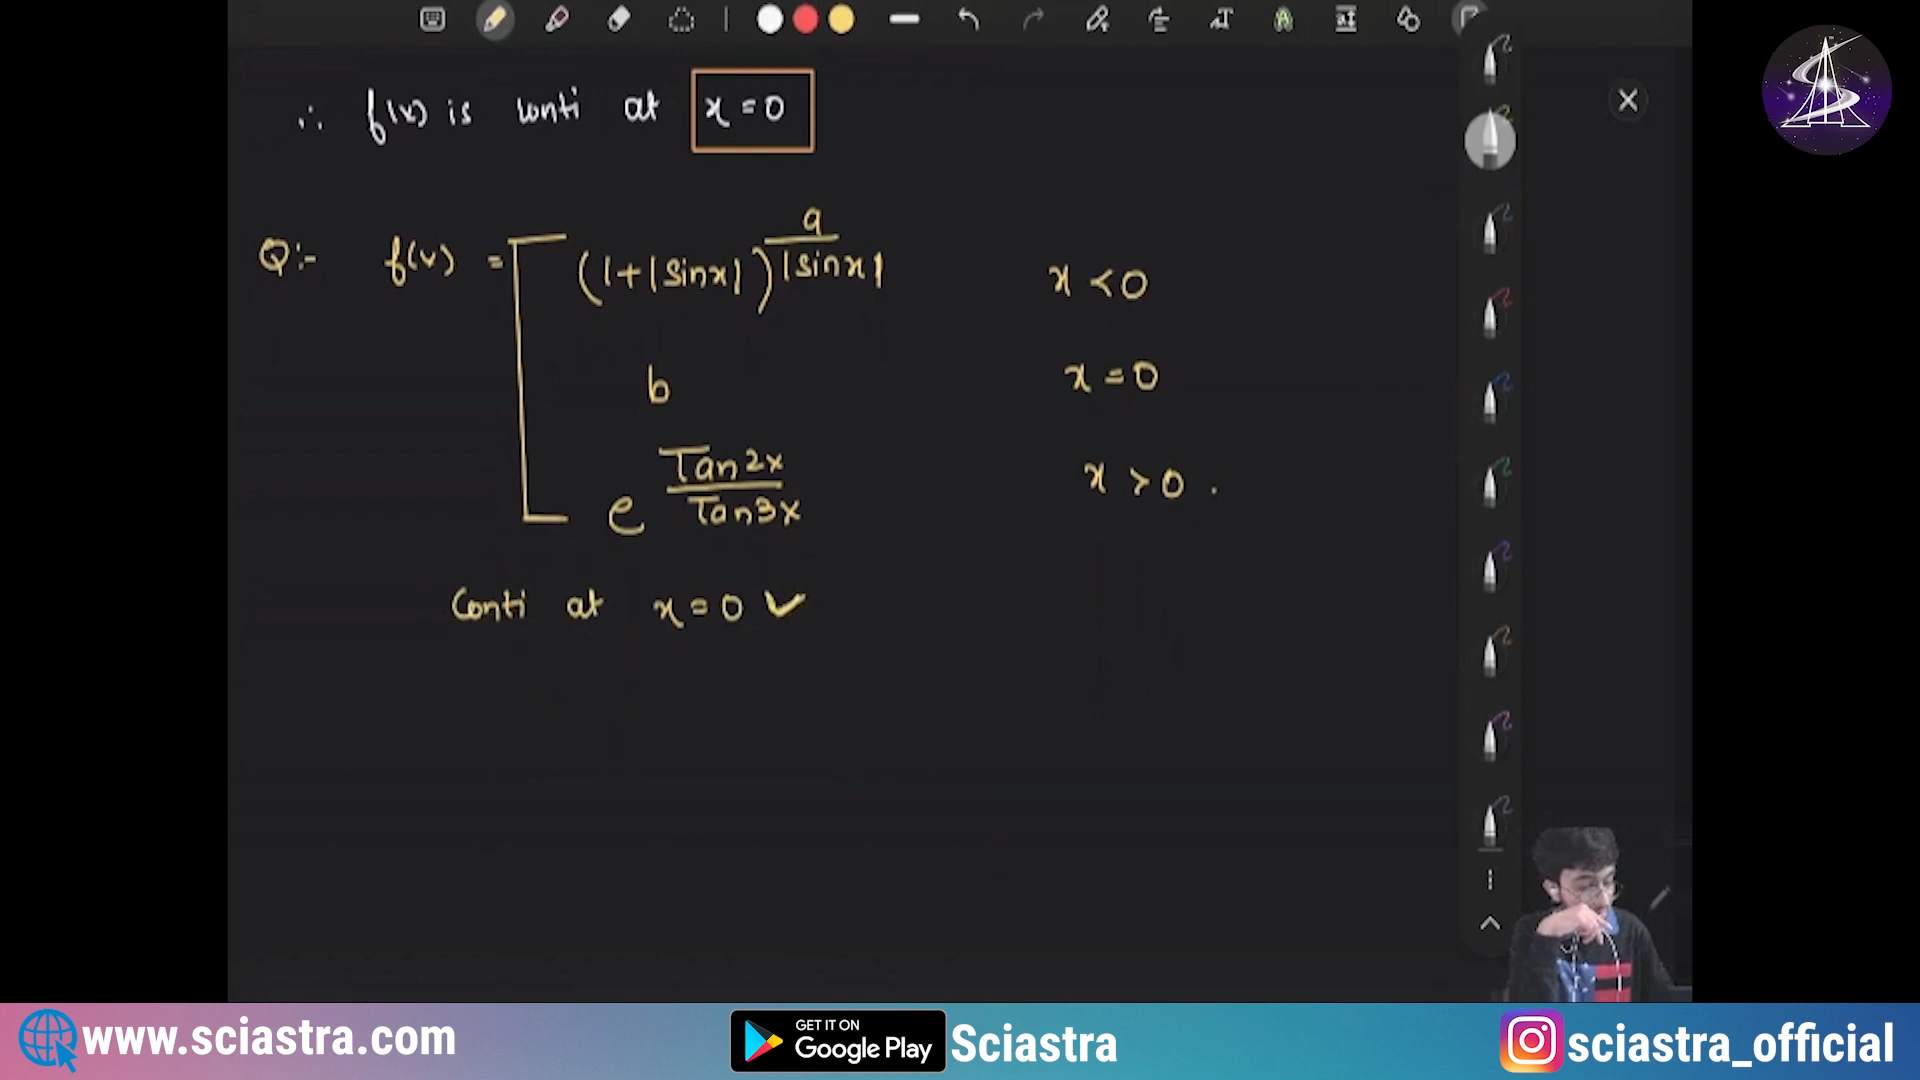 ∴ f(x) is conti at x = 0
Q:- f(x) = (1+|sinx|)^(a/|sinx|) x < 0
b x = 0
e^(Tan2x/Tan3x) x > 0 .
Conti at x = 0 ✓
www.sciastra.com
GET IT ON
Google Play
Sciastra
sciastra_official